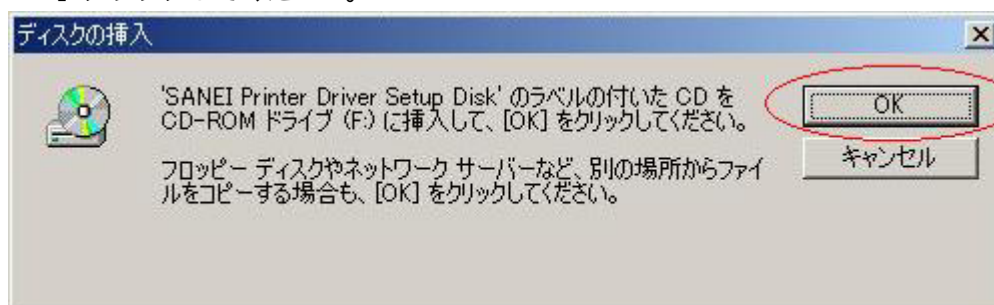 ディスクの挿入
'SANEI Printer Driver Setup Disk' のラベルの付いた CD を
CD-ROM ドライブ (F:) に挿入して、[OK] をクリックしてください。
フロッピー ディスクやネットワーク サーバーなど、別の場所からファイ
ルをコピーする場合も、[OK] をクリックしてください。
OK
キャンセル